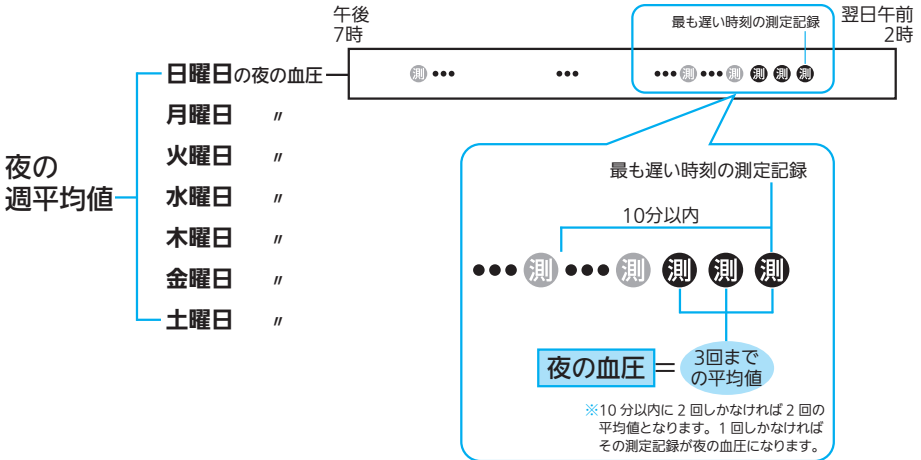 午後
7時
最も遅い時刻の測定記録
翌日午前
2時
日曜日の夜の血圧
測•••
•••
•••測•••測測測測
月曜日 〃
火曜日 〃
夜の
週平均値
水曜日 〃
木曜日 〃
金曜日 〃
土曜日 〃
最も遅い時刻の測定記録
10分以内
•••測•••測測測測
夜の血圧=3回まで
の平均値
※10分以内に2回しかなければ2回の
平均値となります。1回しかなければ
その測定記録が夜の血圧になります。